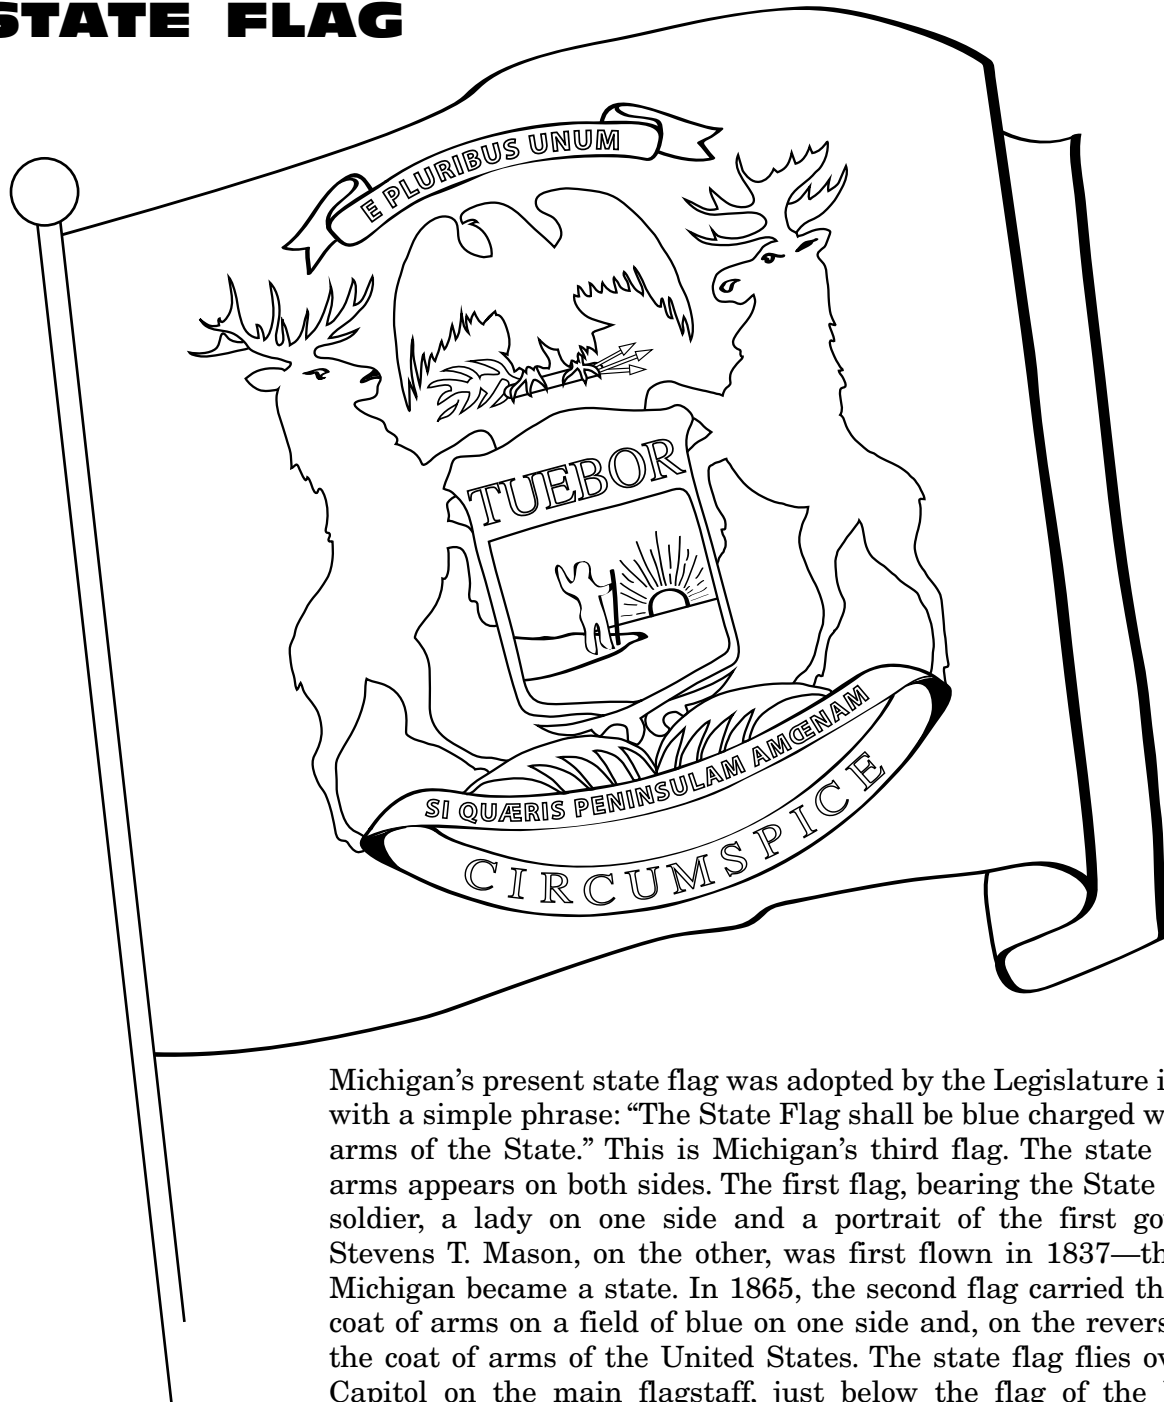 STATE FLAG
E PLURIBUS UNUM
TUEBOR
SI QUÆRIS PENINSULAM AMŒNAM
CIRCUMSPICE
Michigan’s present state flag was adopted by the Legislature
with a simple phrase: “The State Flag shall be blue charged
arms of the State.” This is Michigan’s third flag. The state
arms appears on both sides. The first flag, bearing the State
soldier, a lady on one side and a portrait of the first
Stevens T. Mason, on the other, was first flown in 1837—
Michigan became a state. In 1865, the second flag carried
coat of arms on a field of blue on one side and, on the
the coat of arms of the United States. The state flag flies
Capitol on the main flagstaff, just below the flag of the